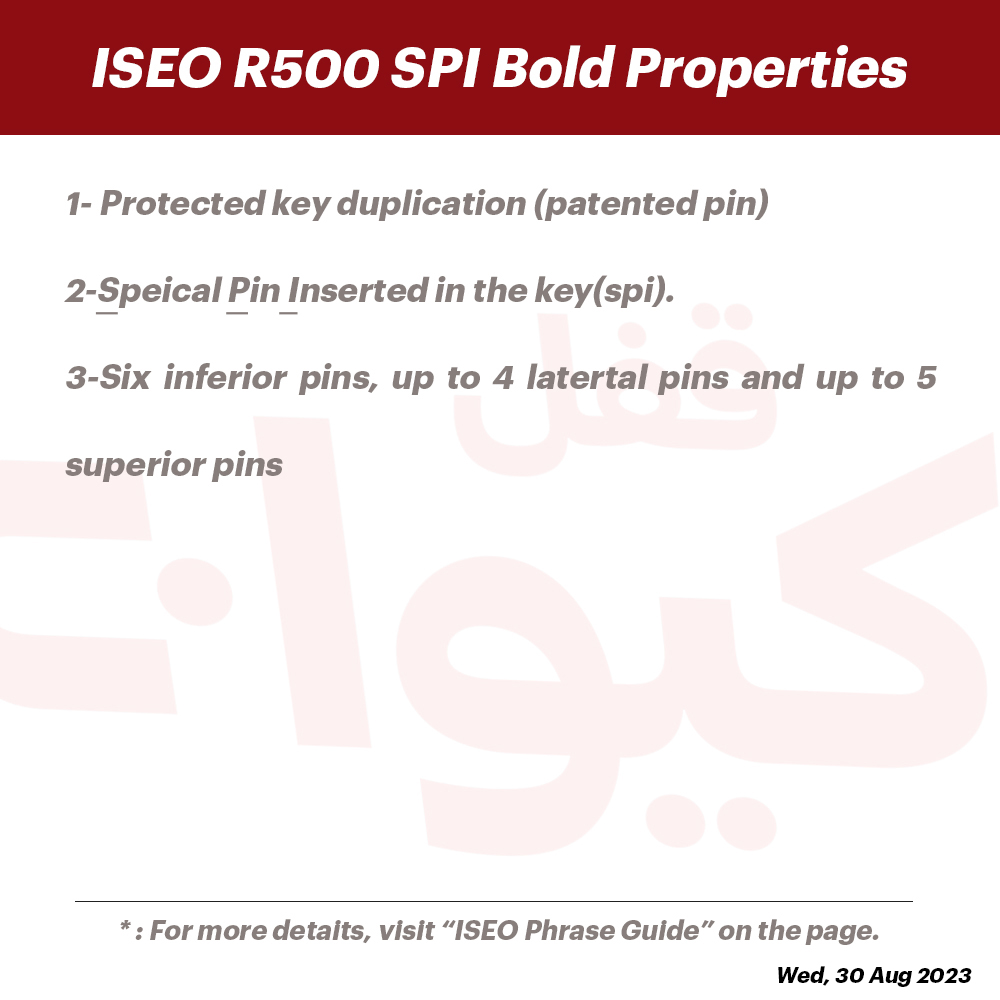 ISEO R500 SPI Bold Properties
1- Protected key duplication (patented pin)
2-Speical Pin Inserted in the key(spi).
قفل
3-Six inferior pins, up to 4 latertal pins and up to 5
superior pins
كيوان
* : For more detaits, visit “ISEO Phrase Guide” on the page.
Wed, 30 Aug 2023